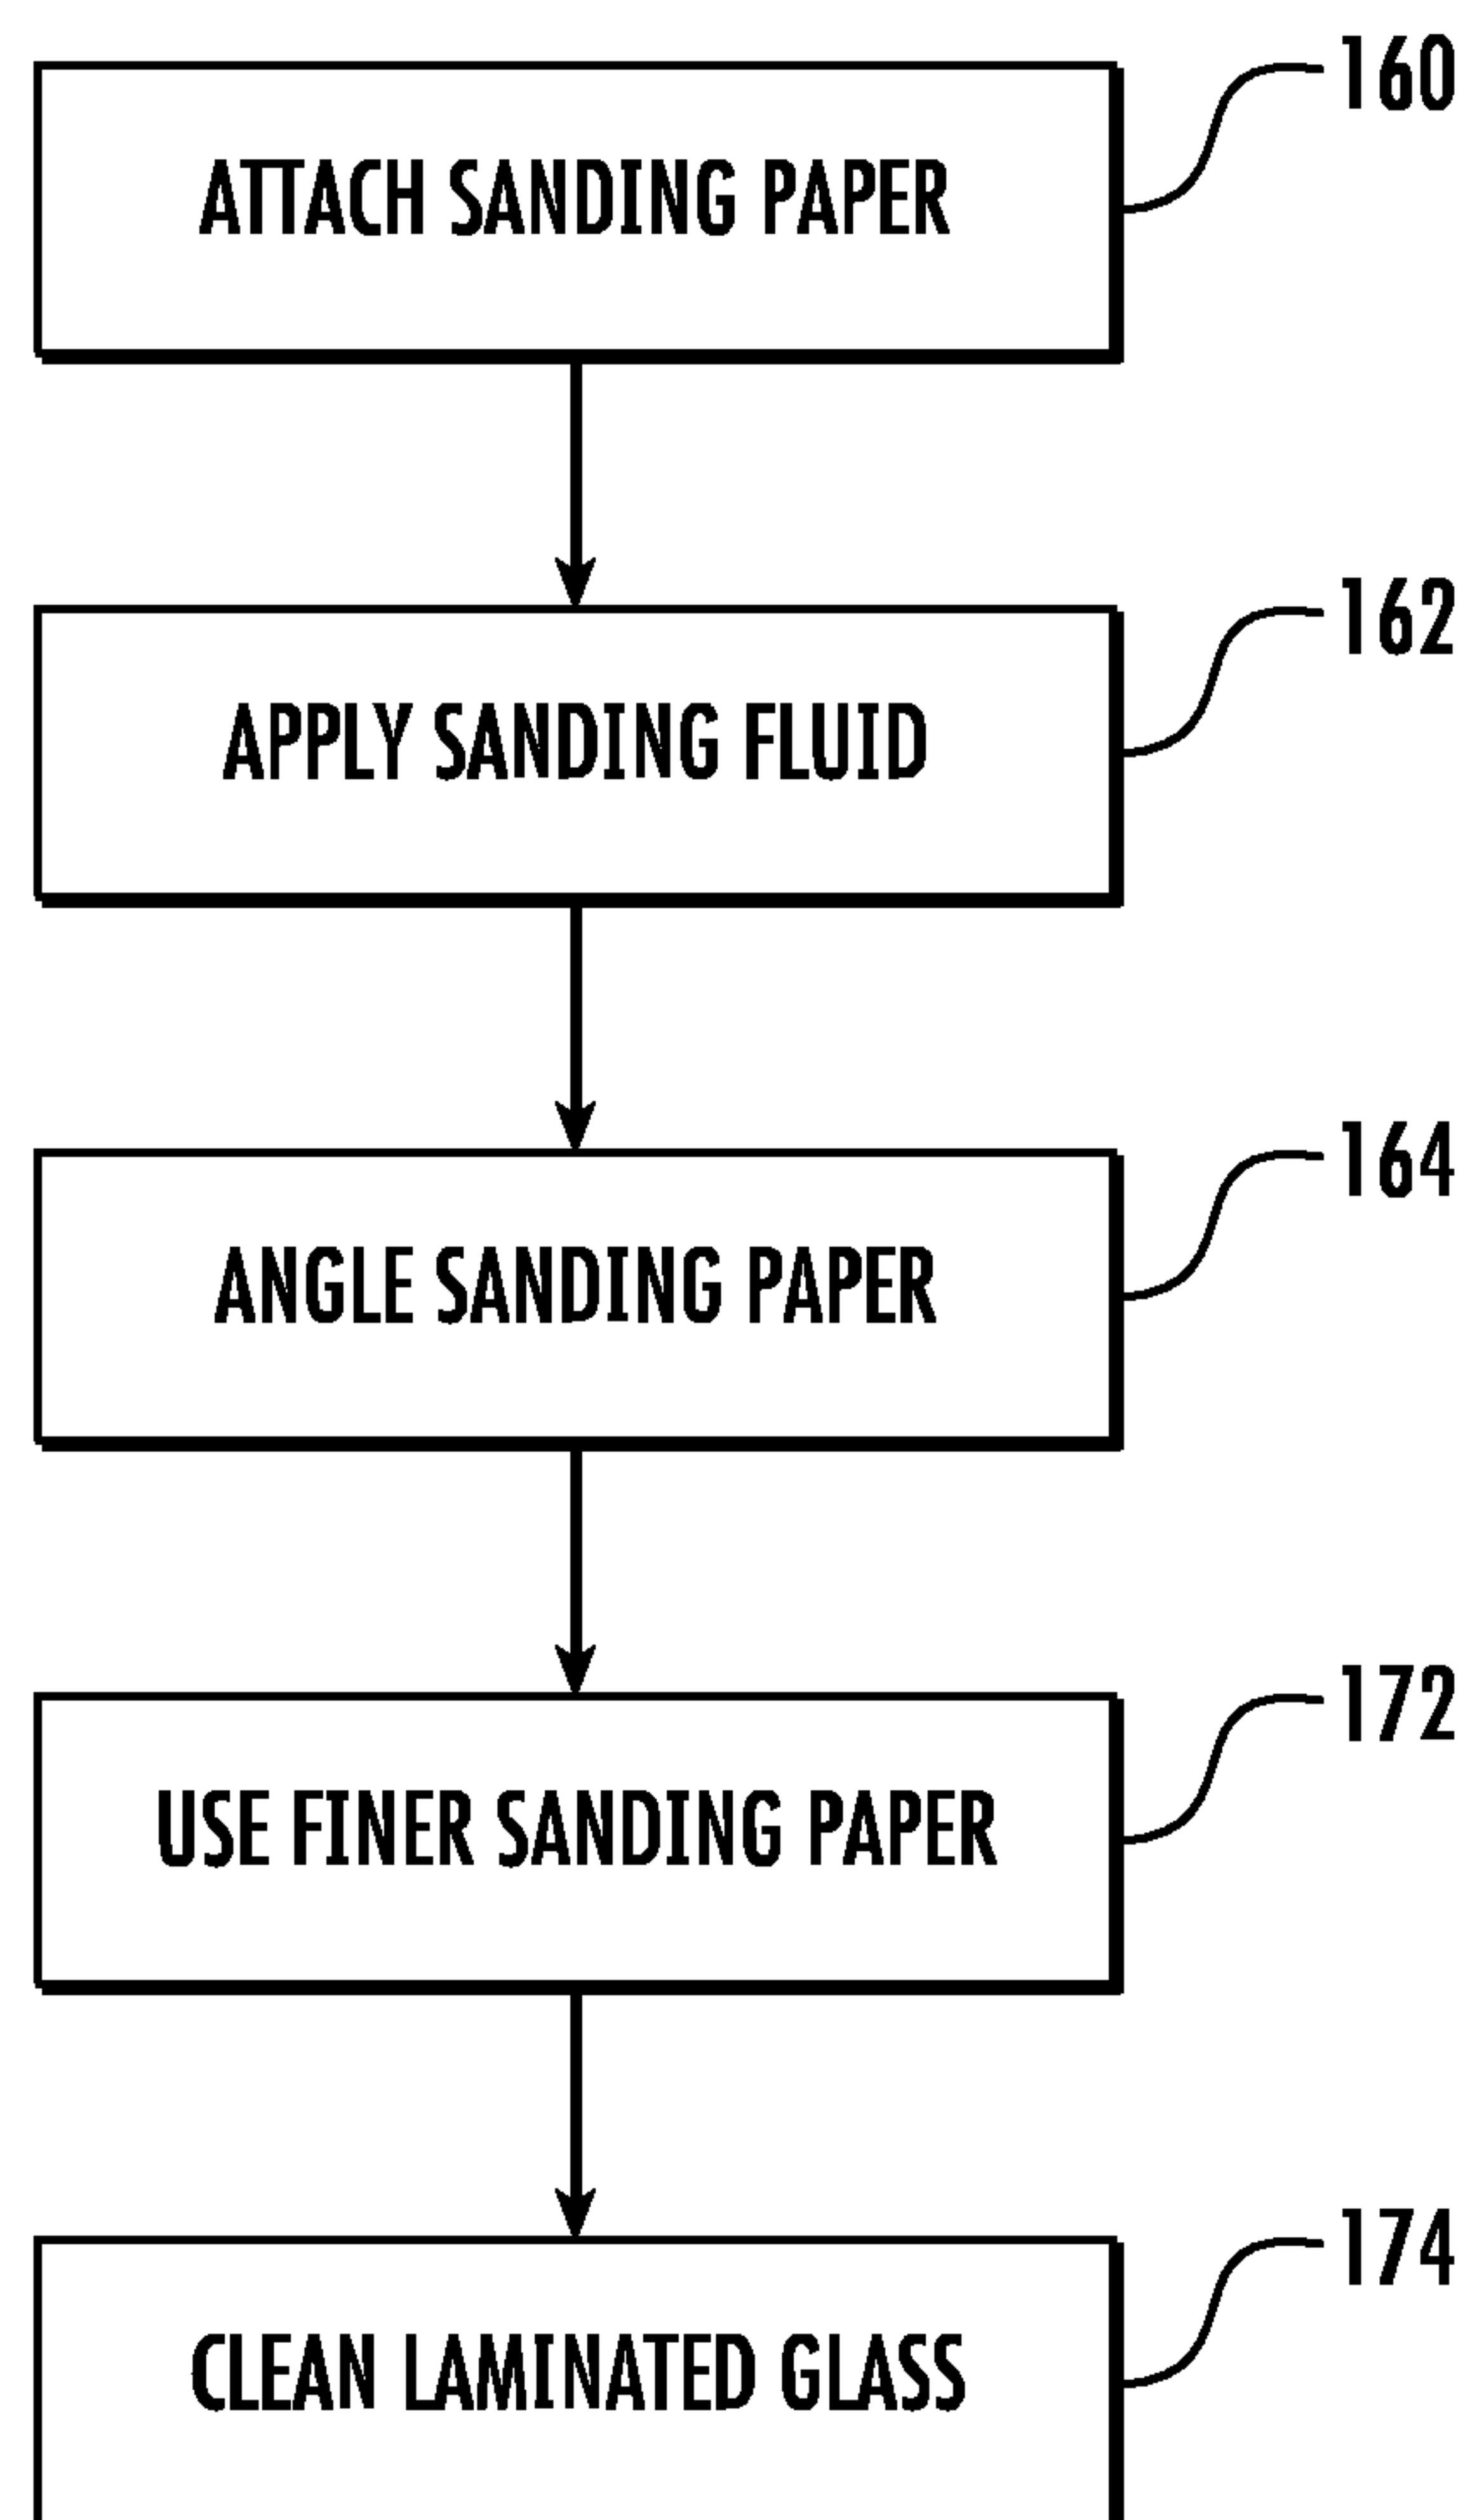 160
ATTACH SANDING PAPER
162
APPLY SANDING FLUID
164
ANGLE SANDING PAPER
172
USE FINER SANDING PAPER
174
CLEAN LAMINATED GLASS